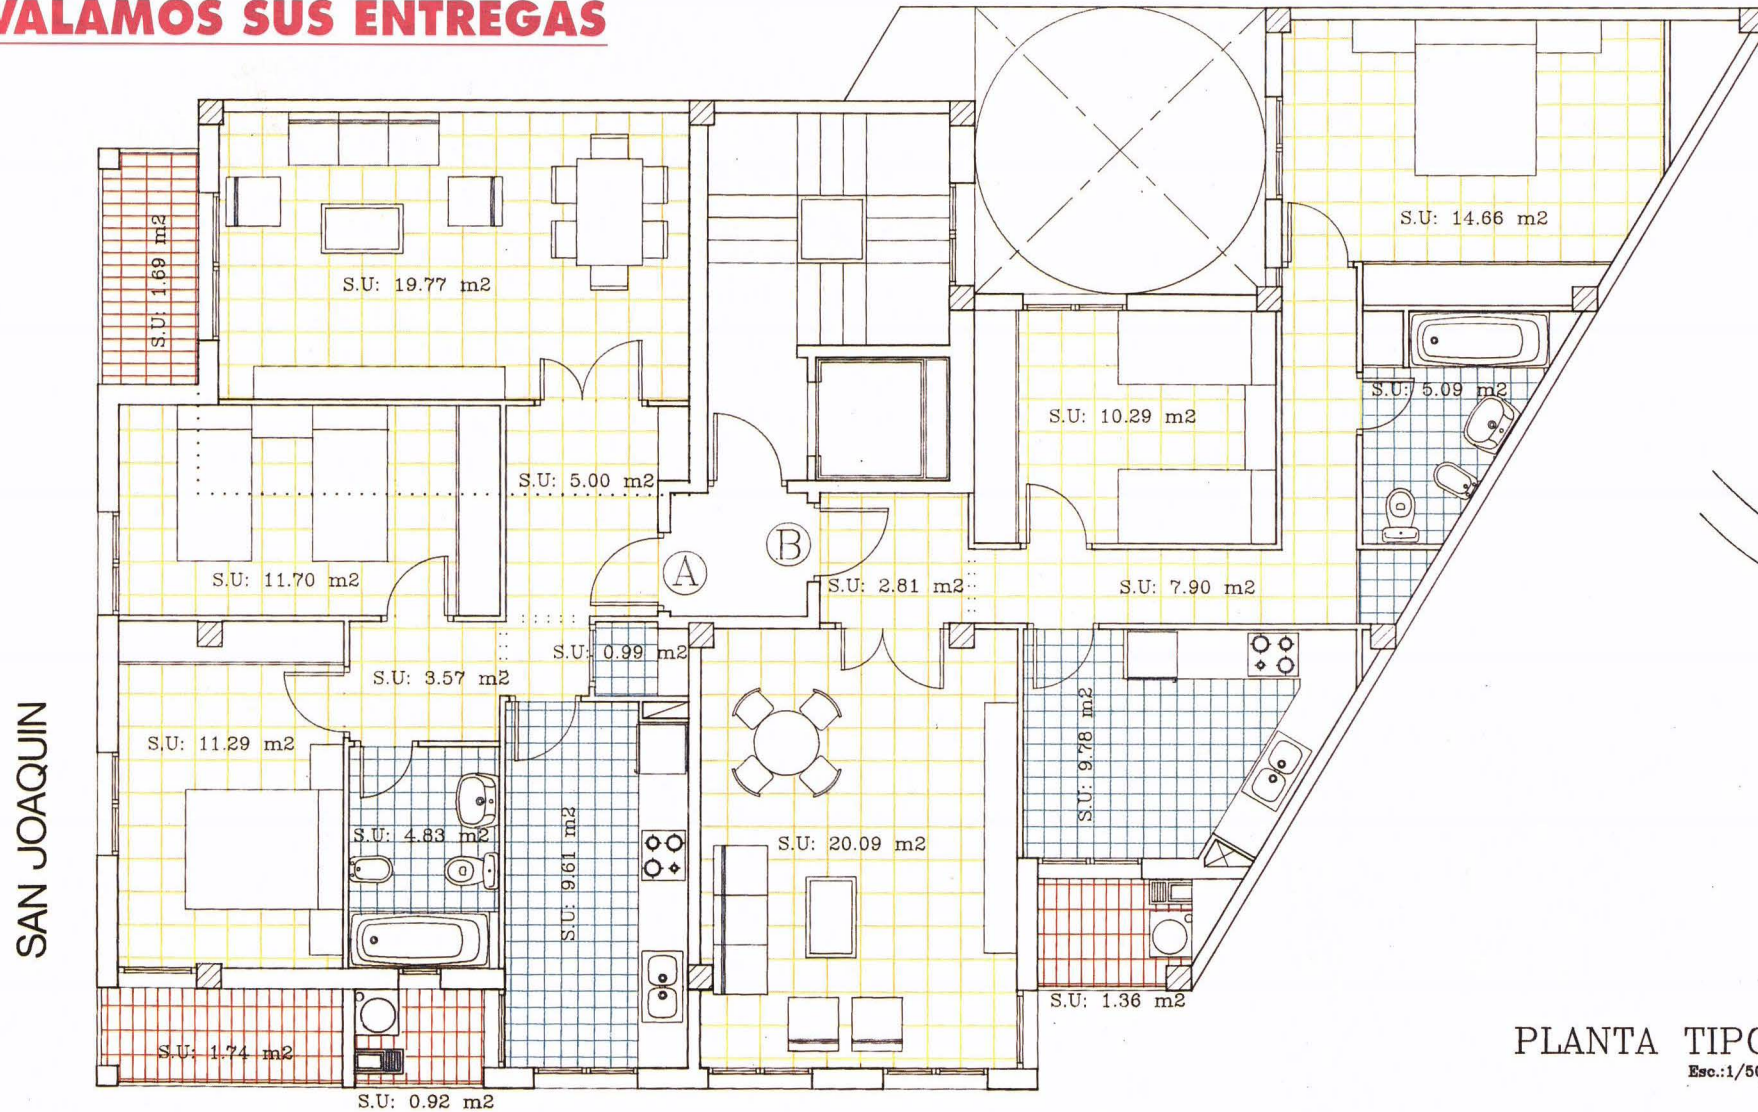 VALAMOS SUS ENTREGAS
S.U: 14.66 m2
S.U: 1.69 m2
S.U: 19.77 m2
S.U: 5.09 m2
S.U: 10.29 m2
S.U: 5.00 m2
B
A
S.U: 11.70 m2
S.U: 2.81 m2
S.U: 7.90 m2
S.U: 0.99 m2
S.U: 3.57 m2
S.U: 11.29 m2
S.U: 9.78 m2
SAN JOAQUIN
S.U: 4.83 m2
S.U: 9.61 m2
S.U: 20.09 m2
S.U: 1.36 m2
S.U: 1.74 m2
S.U: 0.92 m2
PLANTA TIPO
Esc.:1/50